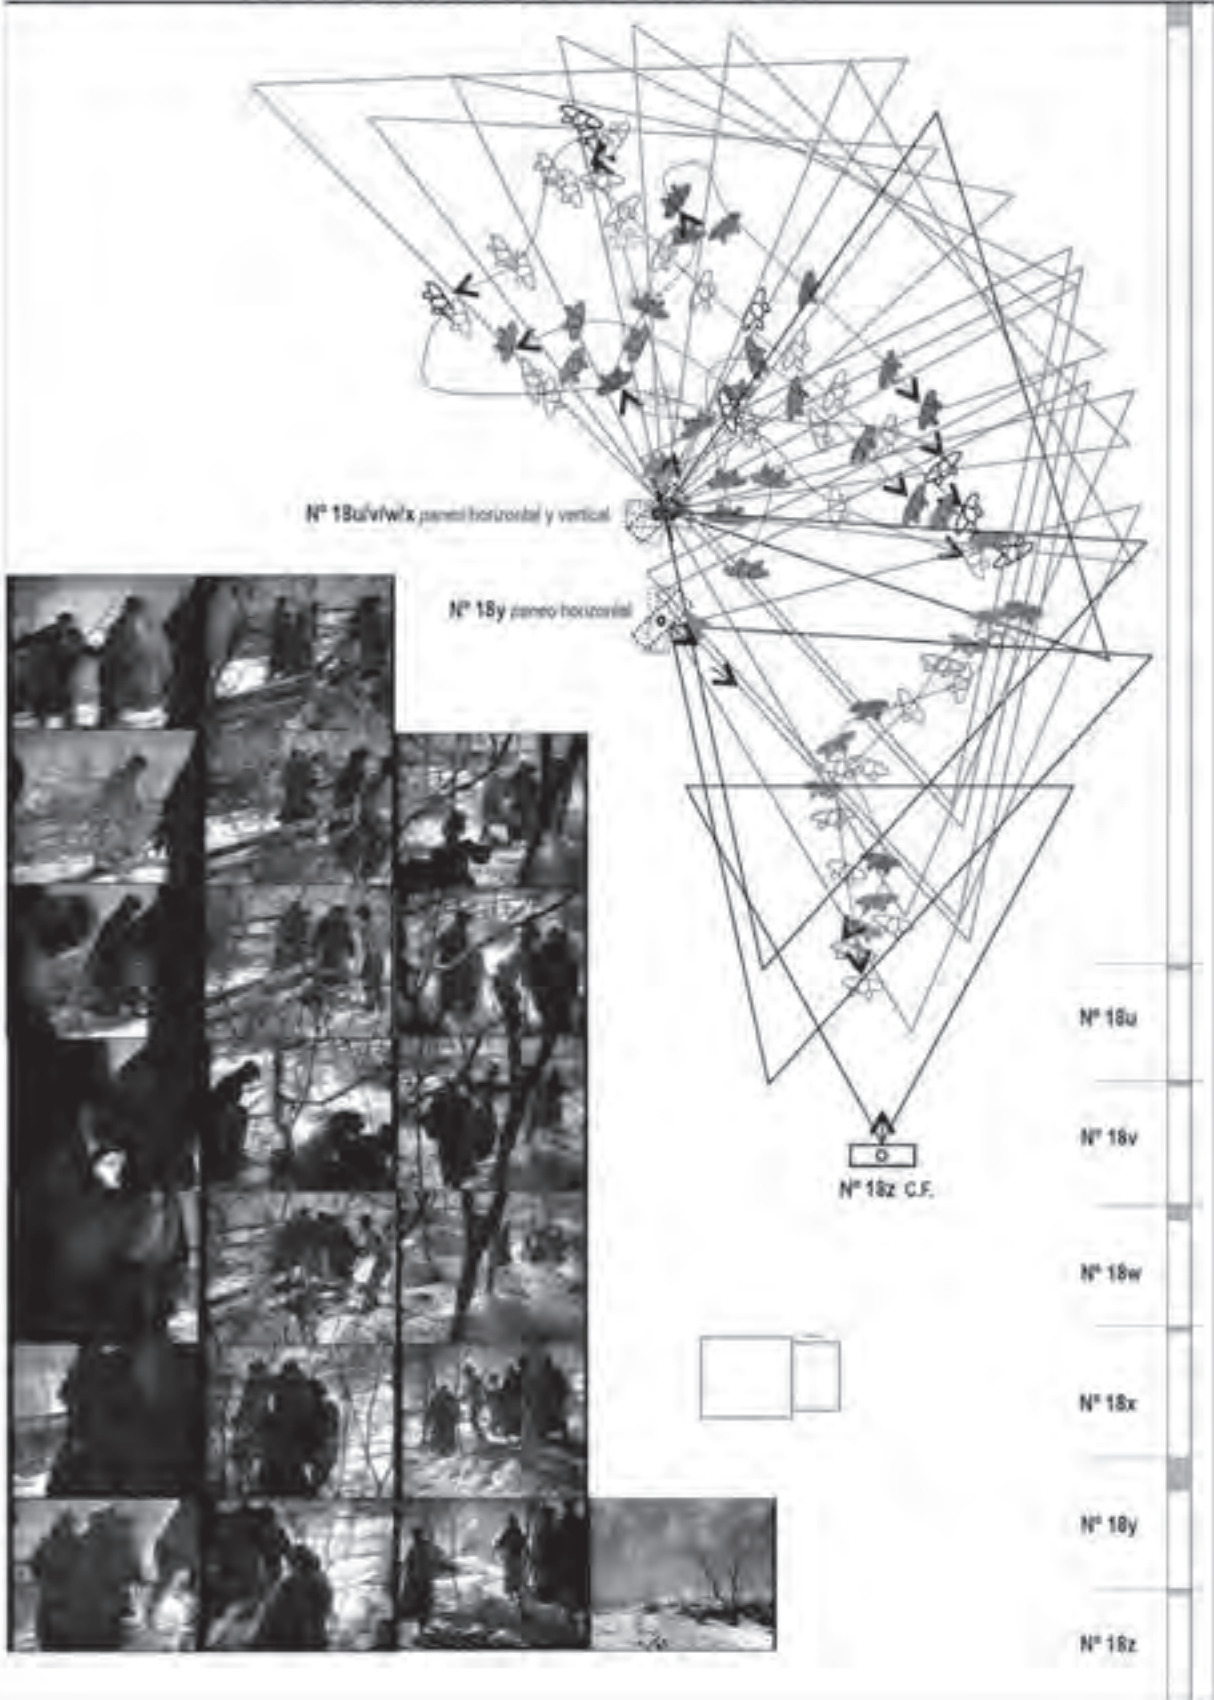 Nº 18u/v/w/x paneo horizontal y vertical
Nº 18y paneo horizontal
Nº 18z C.F.
Nº 18u
Nº 18v
Nº 18w
Nº 18x
Nº 18y
Nº 18z